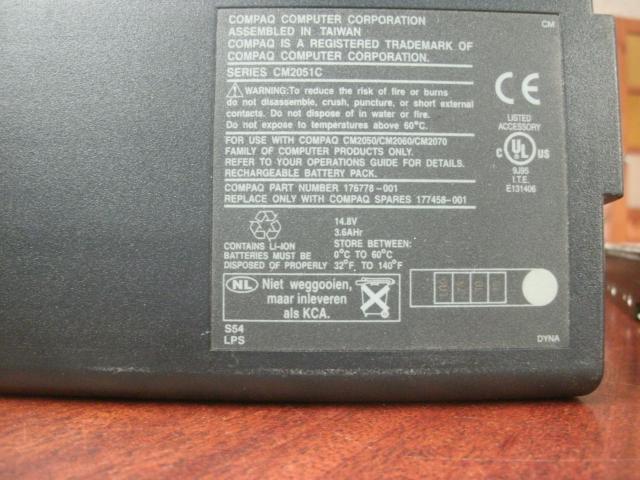 COMPAQ COMPUTER CORPORATION
CM
ASSEMBLED IN TAIWAN
COMPAQ IS A REGISTERED TRADEMARK OF
COMPAQ COMPUTER CORPORATION.
SERIES CM2051C
WARNING:To reduce the risk of fire or burns
do not disassemble, crush, puncture, or short external
contacts. Do not dispose of in water or fire.
Do not expose to temperatures above 60°C.
CE
LISTED
ACCESSORY
C UL US
9J95
I.T.E.
E131406
FOR USE WITH COMPAQ CM2050/CM2060/CM2070
FAMILY OF COMPUTER PRODUCTS ONLY.
REFER TO YOUR OPERATIONS GUIDE FOR DETAILS.
RECHARGEABLE BATTERY PACK.
COMPAQ PART NUMBER 176778-001
REPLACE ONLY WITH COMPAQ SPARES 177458-001
CONTAINS LI-ION
BATTERIES MUST BE
DISPOSED OF PROPERLY
14.8V
3.6AHr
STORE BETWEEN:
0°C TO 60°C
32°F TO 140°F
NL Niet weggooien,
maar inleveren
als KCA.
S54
LPS
DYNA